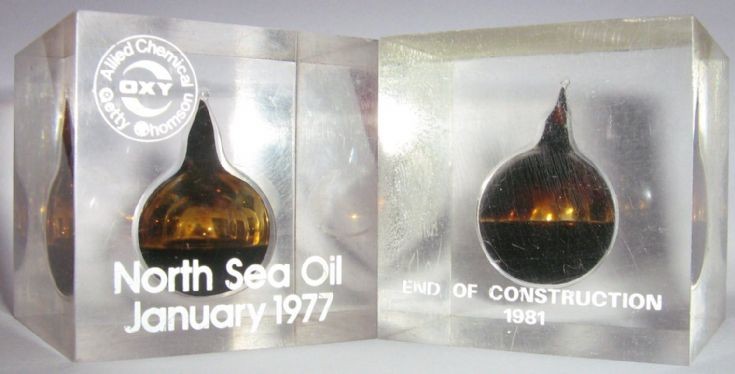 Allied Chemical
OXY
Getty Thomson
North Sea Oil
January 1977
END OF CONSTRUCTION
1981